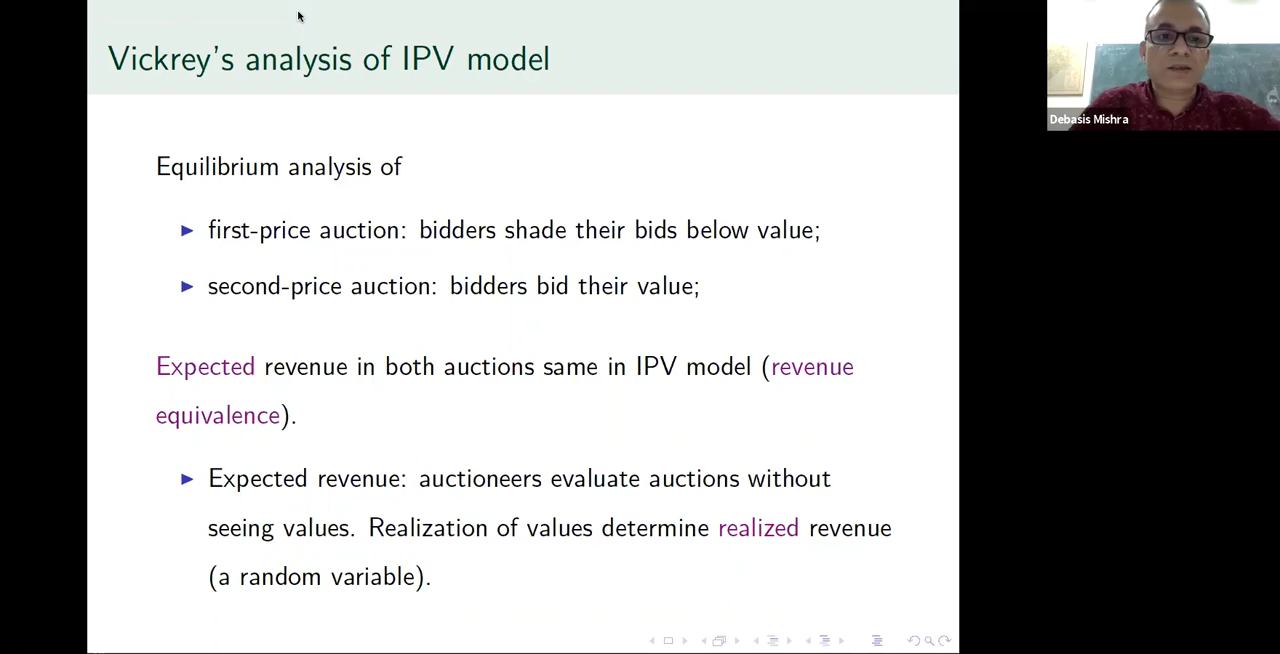 Vickrey's analysis of IPV model
Equilibrium analysis of
first-price auction: bidders shade their bids below value;
second-price auction: bidders bid their value;
Expected revenue in both auctions same in IPV model (revenue
equivalence).
Expected revenue: auctioneers evaluate auctions without
seeing values. Realization of values determine realized revenue
(a random variable).
Debasis Mishra